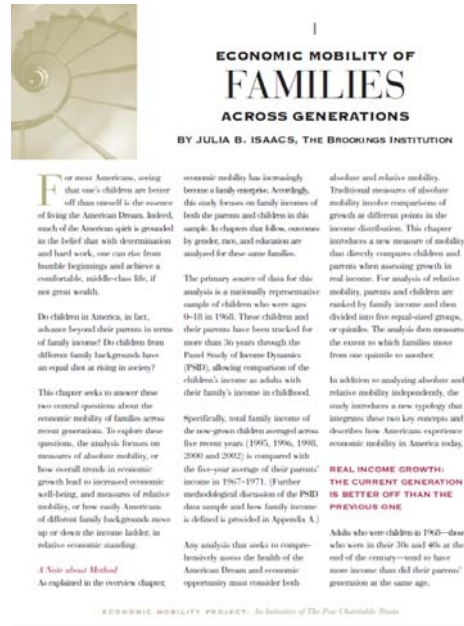 I
ECONOMIC MOBILITY OF
FAMILIES
ACROSS GENERATIONS
BY JULIA B. ISAACS, THE BROOKINGS INSTITUTION
For most Americans, seeing
that one's children are better
off than oneself is the essence
of living the American Dream. Indeed,
much of the American spirit is grounded
in the belief that with determination
and hard work, one can rise from
humble beginnings and achieve a
comfortable, middle-class life, if
not great wealth.
Do children in America, in fact,
advance beyond their parents in terms
of family income? Do children from
different family backgrounds have
an equal shot at rising in society?
This chapter seeks to answer these
two central questions about the
economic mobility of families across
recent generations. To explore these
questions, the analysis focuses on
measures of absolute mobility, or
how overall trends in economic
growth lead to increased economic
well-being, and measures of relative
mobility, or how easily Americans
of different family backgrounds move
up or down the income ladder, in
relative economic standing.
A Note about Method
As explained in the overview chapter,
economic mobility has increasingly
become a family enterprise. Accordingly,
this study focuses on family incomes of
both the parents and children in this
sample. In chapters that follow, outcomes
by gender, race, and education are
analyzed for these same families.
The primary source of data for this
analysis is a nationally representative
sample of children who were ages
0–18 in 1968. These children and
their parents have been tracked for
more than 36 years through the
Panel Study of Income Dynamics
(PSID), allowing comparison of the
children's income as adults with
their family's income in childhood.
Specifically, total family income of
the now-grown children averaged across
five recent years (1995, 1996, 1998,
2000 and 2002) is compared with
the five-year average of their parents'
income in 1967–1971. (Further
methodological discussion of the PSID
data sample and how family income
is defined is provided in Appendix A.)
Any analysis that seeks to compre-
hensively assess the health of the
American Dream and economic
opportunity must consider both
absolute and relative mobility.
Traditional measures of absolute
mobility involve comparisons of
growth at different points in the
income distribution. This chapter
introduces a new measure of mobility
that directly compares children and
parents when assessing growth in
real income. For analysis of relative
mobility, parents and children are
ranked by family income and then
divided into five equal-sized groups,
or quintiles. The analysis then measures
the extent to which families move
from one quintile to another.
In addition to analyzing absolute and
relative mobility independently, the
study introduces a new typology that
integrates these two key concepts and
describes how Americans experience
economic mobility in America today.
REAL INCOME GROWTH:
THE CURRENT GENERATION
IS BETTER OFF THAN THE
PREVIOUS ONE
Adults who were children in 1968—those
who were in their 30s and 40s at the
end of the century—tend to have
more income than did their parents'
generation at the same age.
ECONOMIC MOBILITY PROJECT: An Initiative of The Pew Charitable Trusts